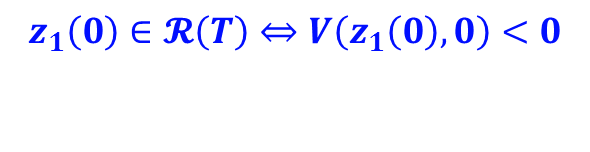 z₁(0) ∈ ℛ(T) ⇔ V(z₁(0), 0) < 0